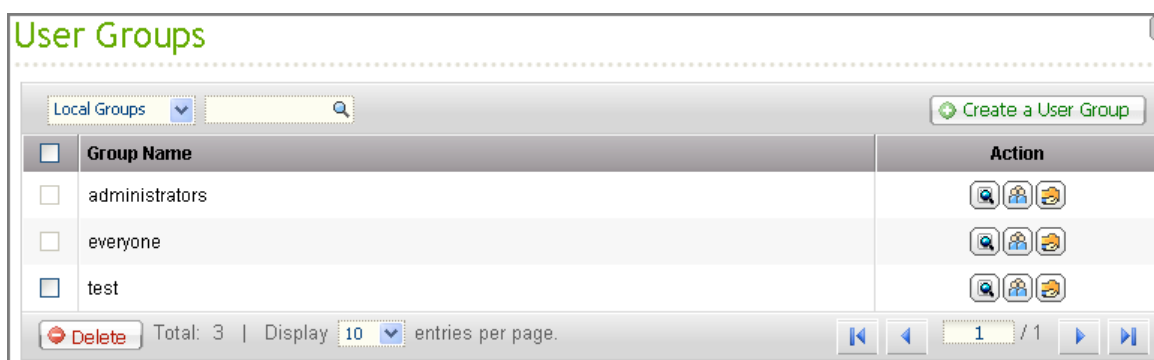 User Groups
Local Groups Create a User Group
Group Name Action
administrators
everyone
test
Delete Total: 3 | Display 10 entries per page. 1 / 1